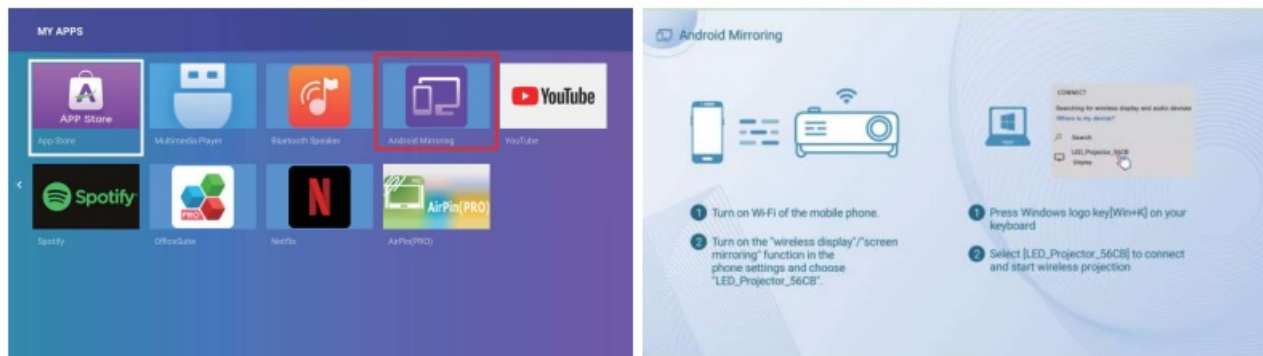 MY APPS
APP Store
YouTube
App Store
Multimedia Player
Bluetooth Speaker
Android Mirroring
YouTube
Spotify
PRO
N
AirPin(PRO)
Spotify
OfficeSuite
Netflix
AirPin(PRO)
Android Mirroring
CONNECT
Searching for wireless display and audio devices
Where is my device?
Search
LED_Projector_56CB
Display
1 Turn on Wi-Fi of the mobile phone.
2 Turn on the "wireless display"/"screen
mirroring" function in the
phone settings and choose
"LED_Projector_56CB".
1 Press Windows logo key[Win+K] on your
keyboard
2 Select [LED_Projector_56CB] to connect
and start wireless projection